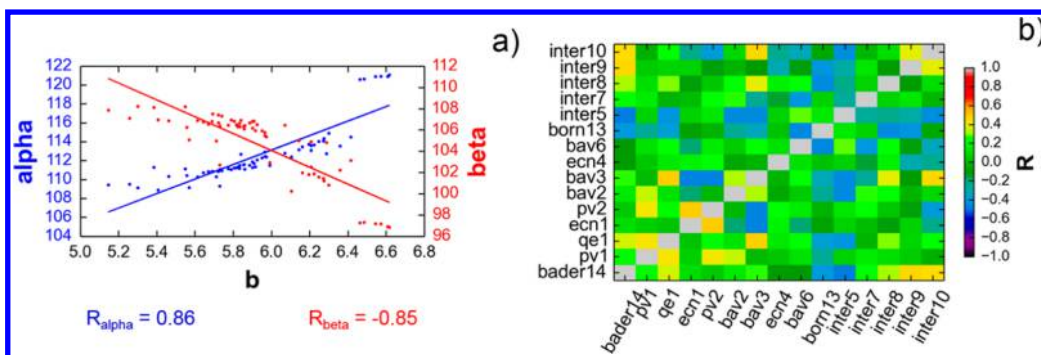 a)
122
120
118
116
114
112
110
108
106
104
alpha
112
110
108
106
104
102
100
98
96
beta
5.0 5.2 5.4 5.6 5.8 6.0 6.2 6.4 6.6 6.8
b
Ralpha = 0.86
Rbeta = -0.85
b)
inter10
inter9
inter8
inter7
inter5
born13
bav6
ecn4
bav3
bav2
pv2
ecn1
qe1
pv1
bader14
bader14 pv1 qe1 ecn1 pv2 bav2 bav3 ecn4 bav6 born13 inter5 inter7 inter8 inter9 inter10
1.0
0.8
0.6
0.4
0.2
0.0
−0.2
−0.4
−0.6
−0.8
−1.0
R